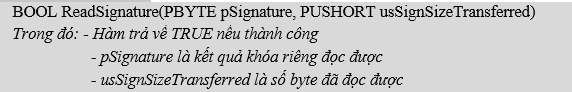 BOOL ReadSignature(PBYTE pSignature, PUSHORT usSignSizeTransferred)
Trong đó: - Hàm trả về TRUE nếu thành công
- pSignature là kết quả khóa riêng đọc được
- usSignSizeTransferred là số byte đã đọc được